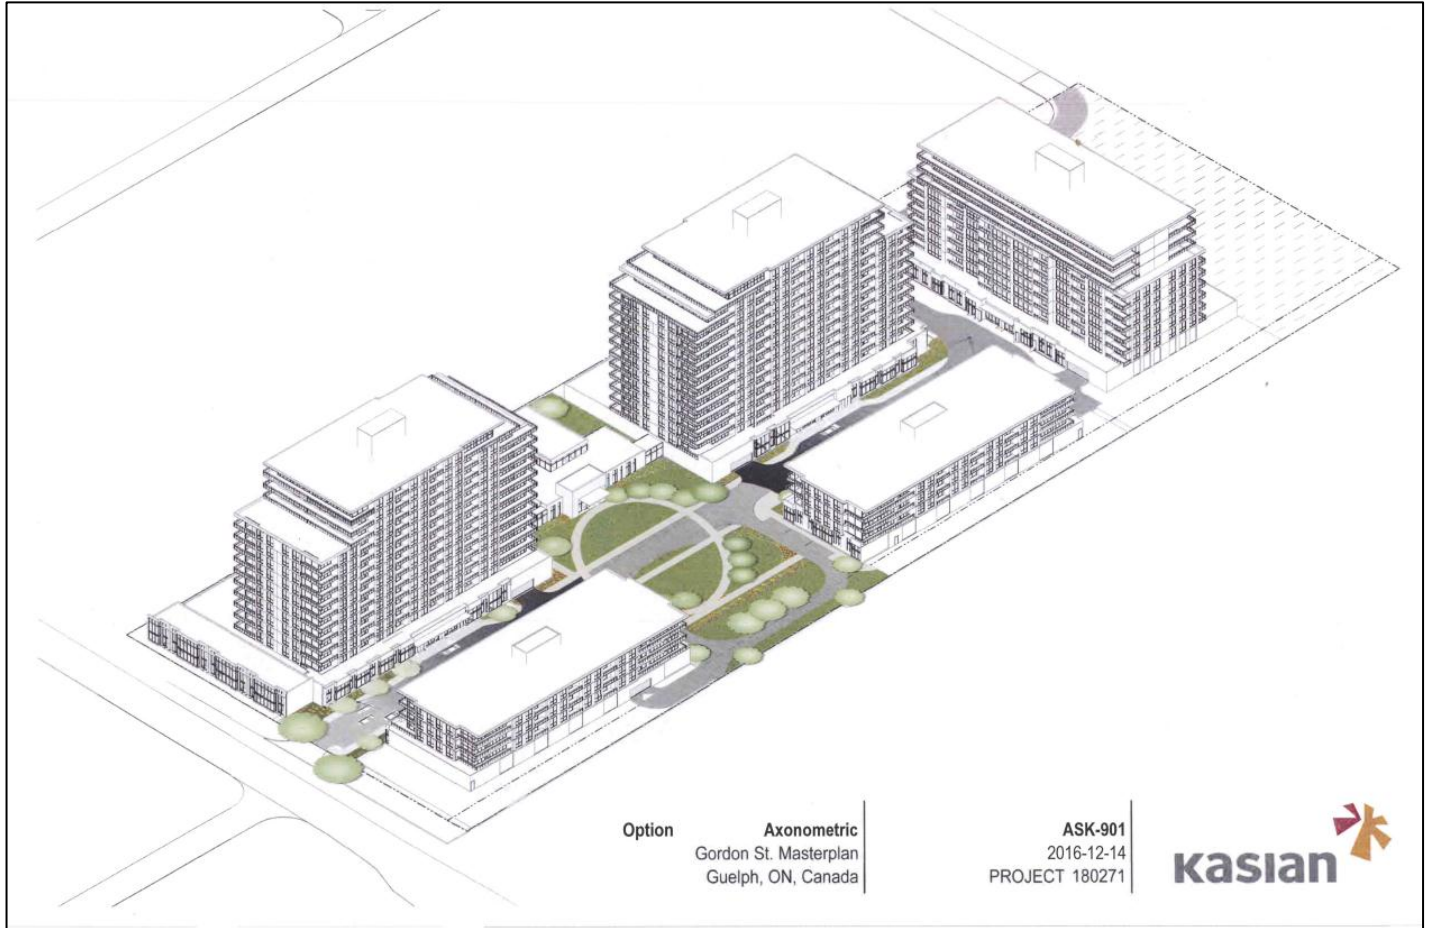 Option Axonometric
Gordon St. Masterplan
Guelph, ON, Canada
ASK-901
2016-12-14
PROJECT 180271
Kasian